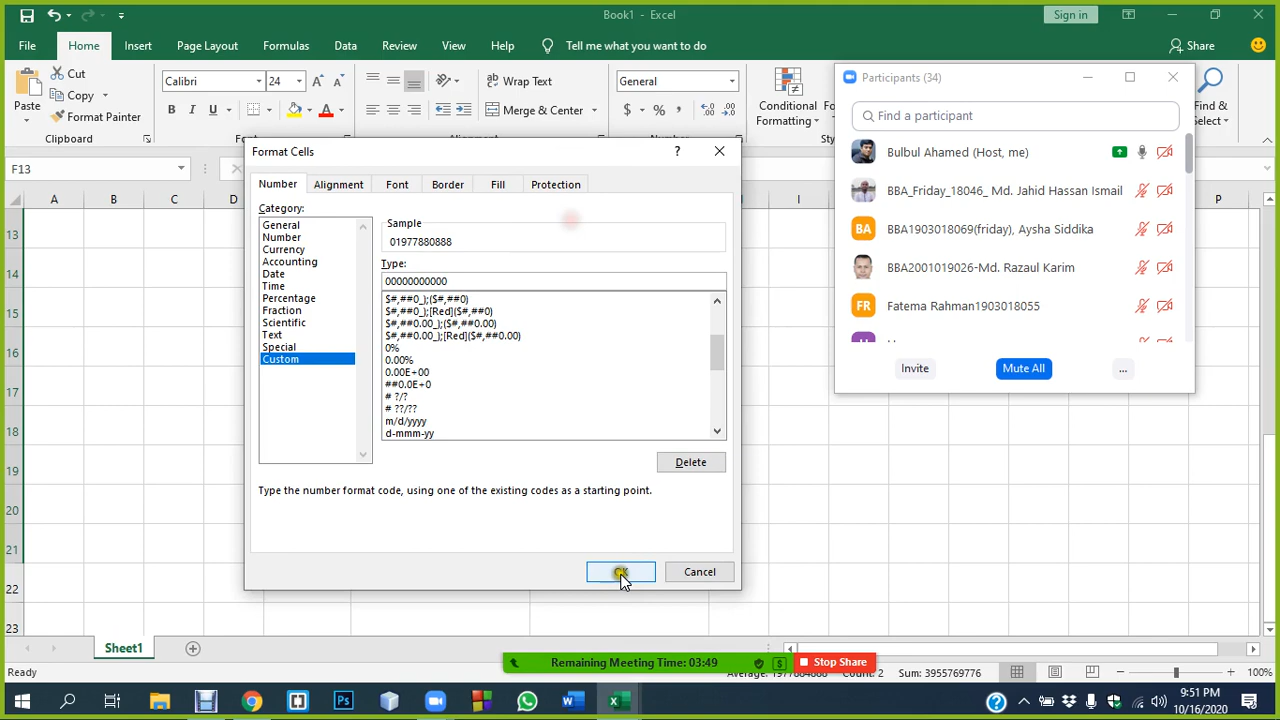 Book1 - Excel
Sign in
File Home Insert Page Layout Formulas Data Review View Help Tell me what you want to do Share
Cut
Copy
Format Painter
Paste
Clipboard
Calibri 24
B I U
Wrap Text
Merge & Center
General
$ % ,
Conditional
Formatting
Find &
Select
F13
Participants (34)
Find a participant
Bulbul Ahamed (Host, me)
BBA_Friday_18046_ Md. Jahid Hassan Ismail
BA BBA1903018069(friday), Aysha Siddika
BBA2001019026-Md. Razaul Karim
FR Fatema Rahman1903018055
Invite Mute All ...
A B C D I P
13
14
15
16
17
18
19
20
21
22
23
Format Cells ?
Number Alignment Font Border Fill Protection
Category:
General
Number
Currency
Accounting
Date
Time
Percentage
Fraction
Scientific
Text
Special
Custom
Sample
01977880888
Type:
00000000000
$#,##0_);($#,##0)
$#,##0_);[Red]($#,##0)
$#,##0.00_);($#,##0.00)
$#,##0.00_);[Red]($#,##0.00)
0%
0.00%
0.00E+00
##0.0E+0
# ?/?
# ??/??
m/d/yyyy
d-mmm-yy
Delete
Type the number format code, using one of the existing codes as a starting point.
OK Cancel
Sheet1
Remaining Meeting Time: 03:49
Stop Share
Ready
Count: 2 Sum: 3955769776
100%
9:51 PM
10/16/2020